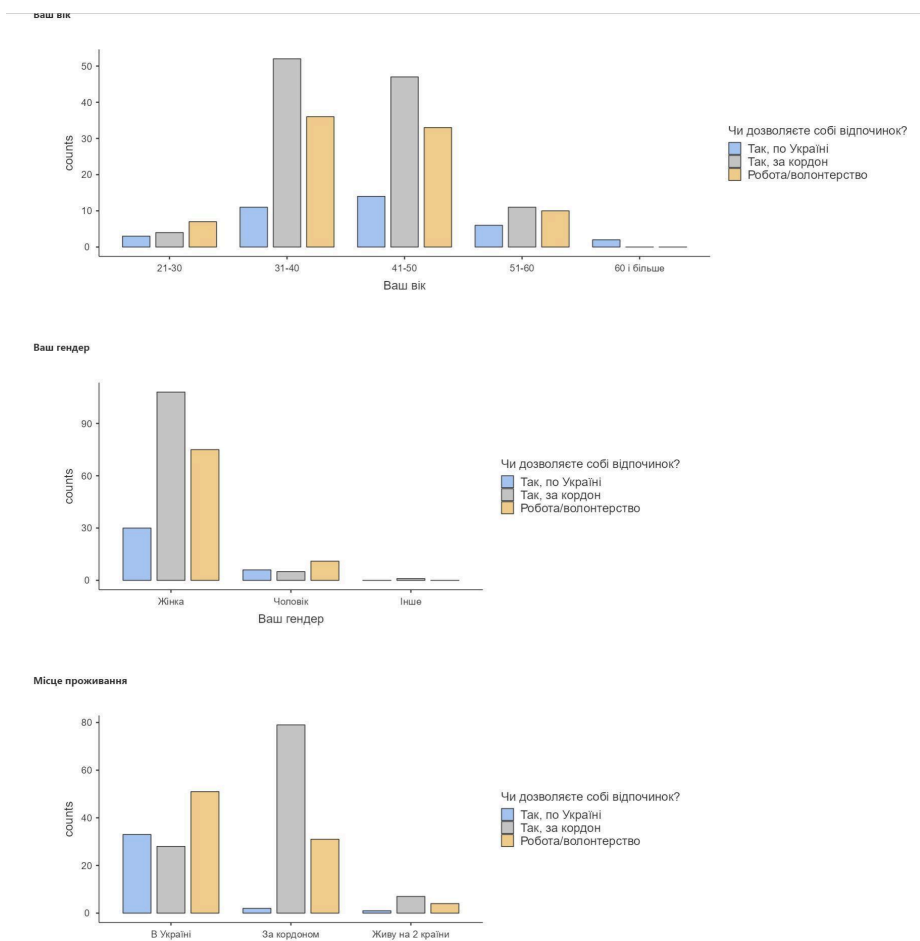 Ваш вік
50
40
30
20
10
0
counts
21-30
31-40
41-50
51-60
60 і більше
Ваш вік
Чи дозволяєте собі відпочинок?
Так, по Україні
Так, за кордон
Робота/волонтерство
Ваш гендер
90
60
30
0
counts
Жінка
Чоловік
Інше
Ваш гендер
Чи дозволяєте собі відпочинок?
Так, по Україні
Так, за кордон
Робота/волонтерство
Місце проживання
80
60
40
20
0
counts
В Україні
За кордоном
Живу на 2 країни
Чи дозволяєте собі відпочинок?
Так, по Україні
Так, за кордон
Робота/волонтерство